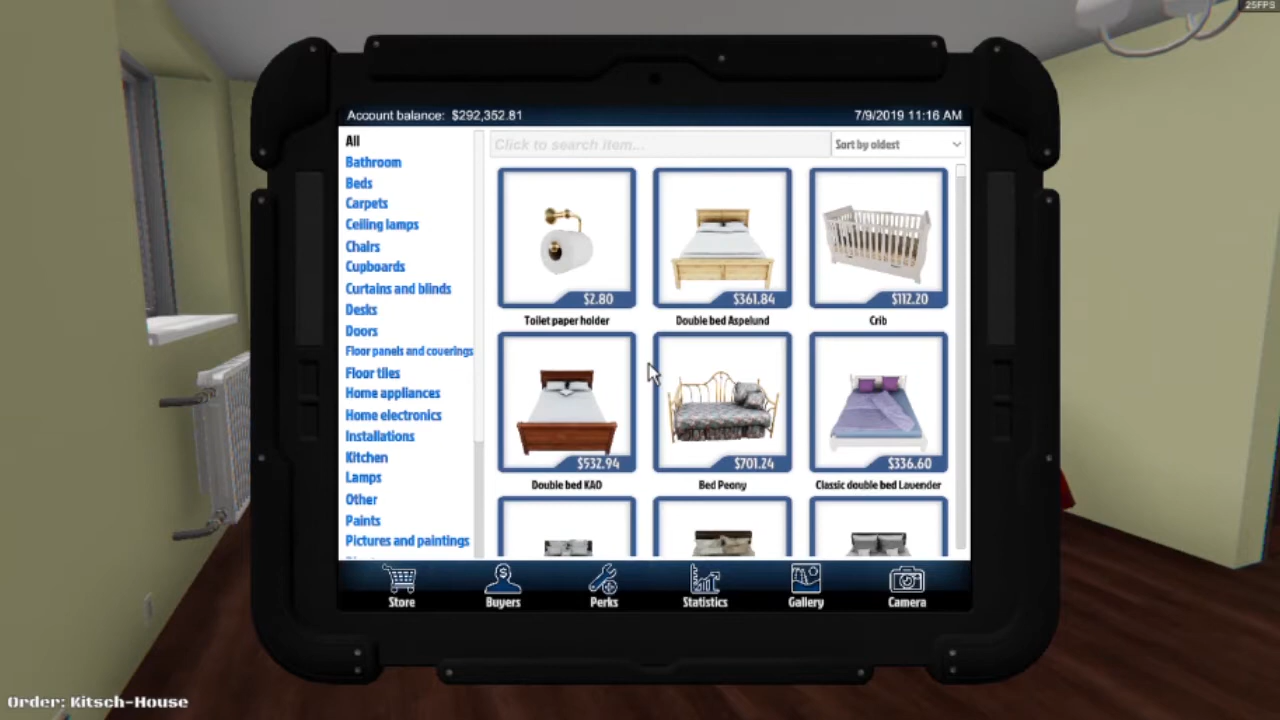 25FPS
Account balance: $292,352.81
7/9/2019 11:16 AM
All
Bathroom
Beds
Carpets
Ceiling lamps
Chairs
Cupboards
Curtains and blinds
Desks
Doors
Floor panels and coverings
Floor tiles
Home appliances
Home electronics
Installations
Kitchen
Lamps
Other
Paints
Pictures and paintings
Click to search item...
Sort by oldest
$2.80
$361.84
$112.20
Toilet paper holder
Double bed Aspelund
Crib
$532.94
$701.24
$336.60
Double bed KAO
Bed Peony
Classic double bed Lavender
Store
Buyers
Perks
Statistics
Gallery
Camera
Order: Kitsch-House